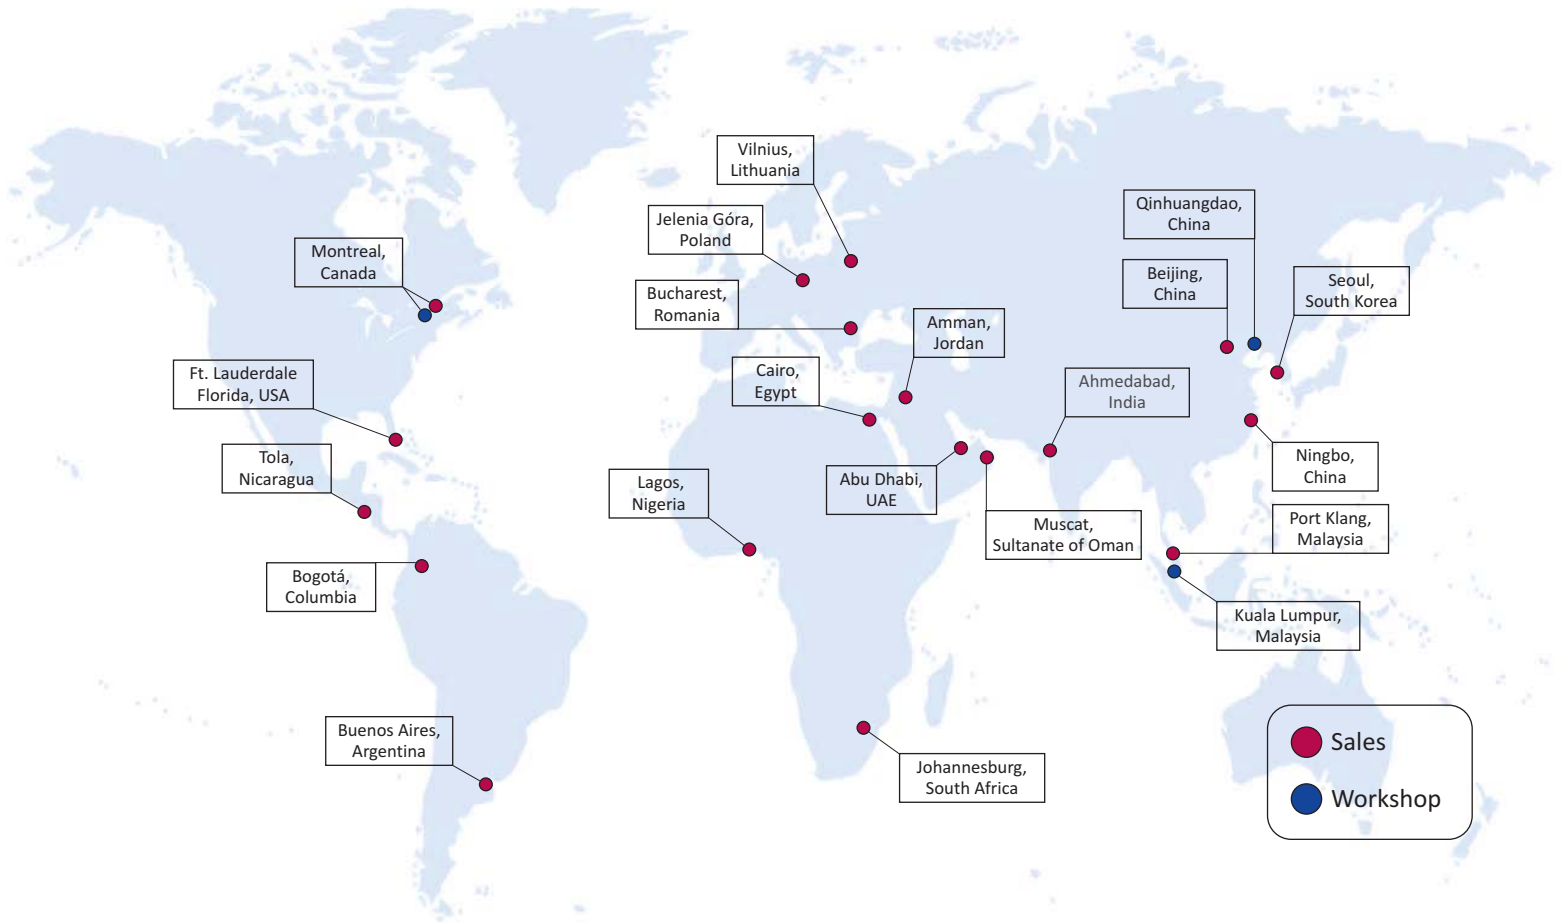 Vilnius,
Lithuania
Jelenia Góra,
Poland
Qinhuangdao,
China
Montreal,
Canada
Beijing,
China
Seoul,
South Korea
Bucharest,
Romania
Amman,
Jordan
Ft. Lauderdale
Florida, USA
Cairo,
Egypt
Ahmedabad,
India
Tola,
Nicaragua
Lagos,
Nigeria
Abu Dhabi,
UAE
Ningbo,
China
Muscat,
Sultanate of Oman
Port Klang,
Malaysia
Bogotá,
Columbia
Kuala Lumpur,
Malaysia
Buenos Aires,
Argentina
Johannesburg,
South Africa
Sales
Workshop